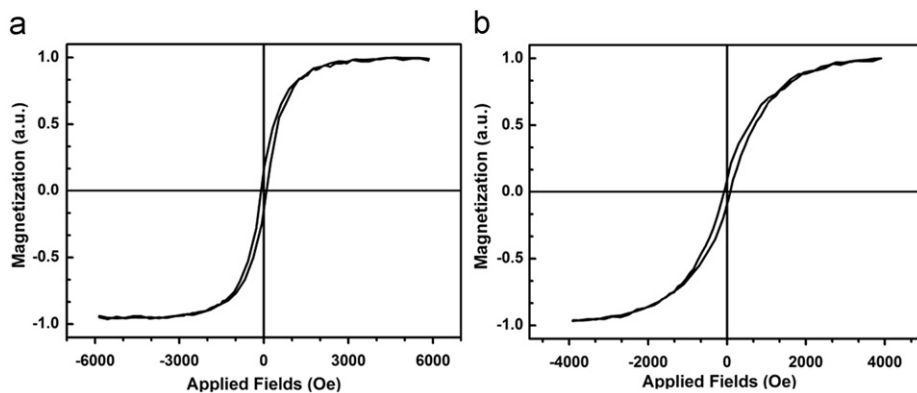 a
Magnetization (a.u.)
1.0
0.5
0.0
-0.5
-1.0
-6000 -3000 0 3000 6000
Applied Fields (Oe)
b
Magnetization (a.u.)
1.0
0.5
0.0
-0.5
-1.0
-4000 -2000 0 2000 4000
Applied Fields (Oe)